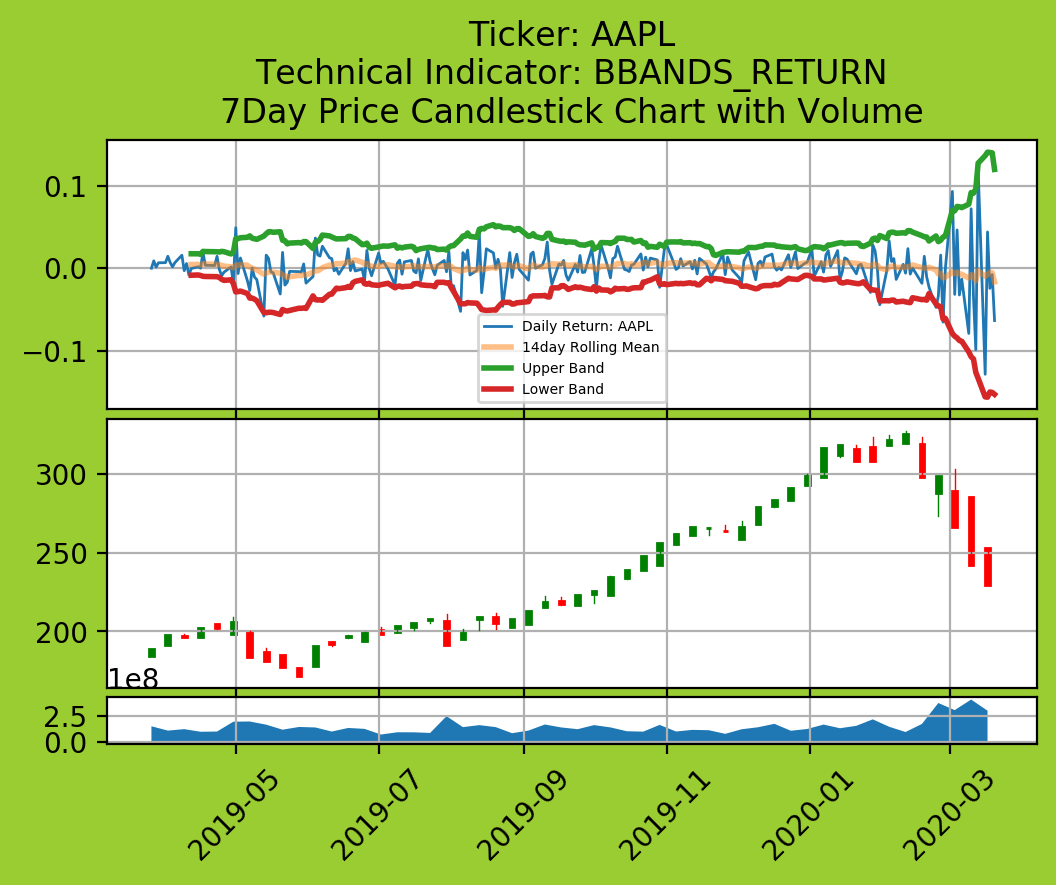 Ticker: AAPL
Technical Indicator: BBANDS_RETURN
7Day Price Candlestick Chart with Volume
0.1
0.0
−0.1
Daily Return: AAPL
14day Rolling Mean
Upper Band
Lower Band
300
250
200
1e8
2.5
0.0
2019-05
2019-07
2019-09
2019-11
2020-01
2020-03